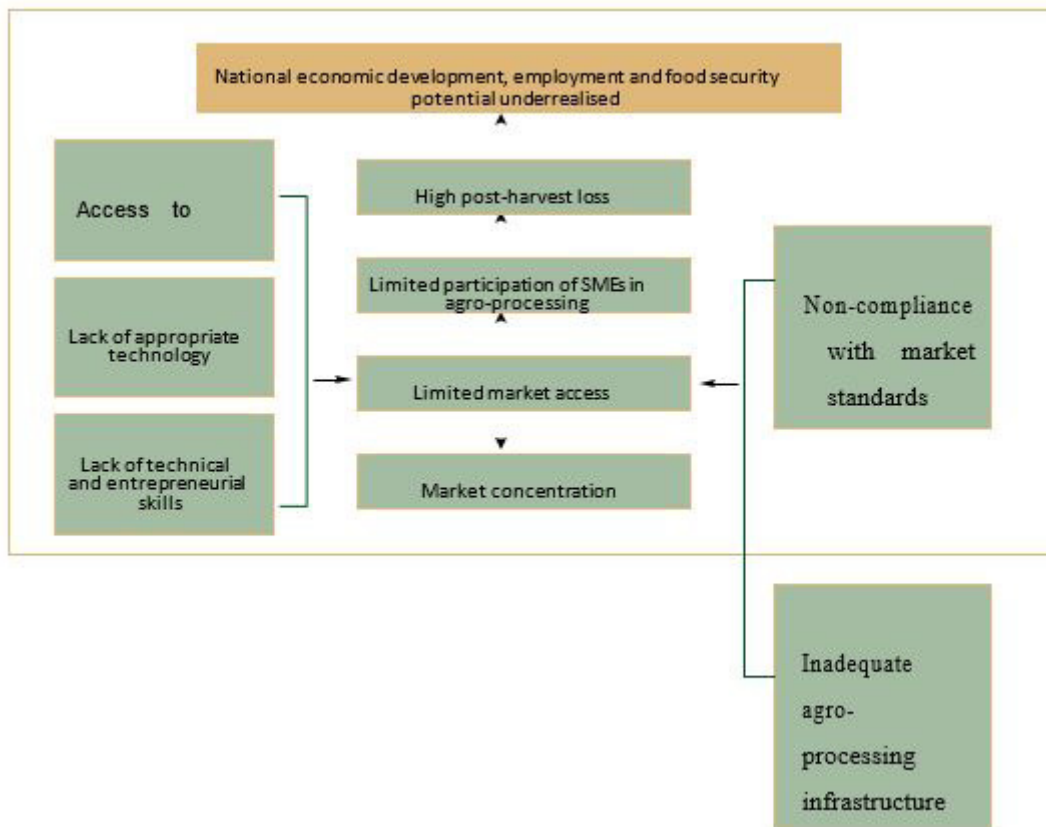 National economic development, employment and food security
potential underrealised
Access to
Lack of appropriate
technology
Lack of technical
and entrepreneurial
skills
High post-harvest loss
Limited participation of SMEs in
agro-processing
Limited market access
Market concentration
Non-compliance
with market
standards
Inadequate
agro-
processing
infrastructure